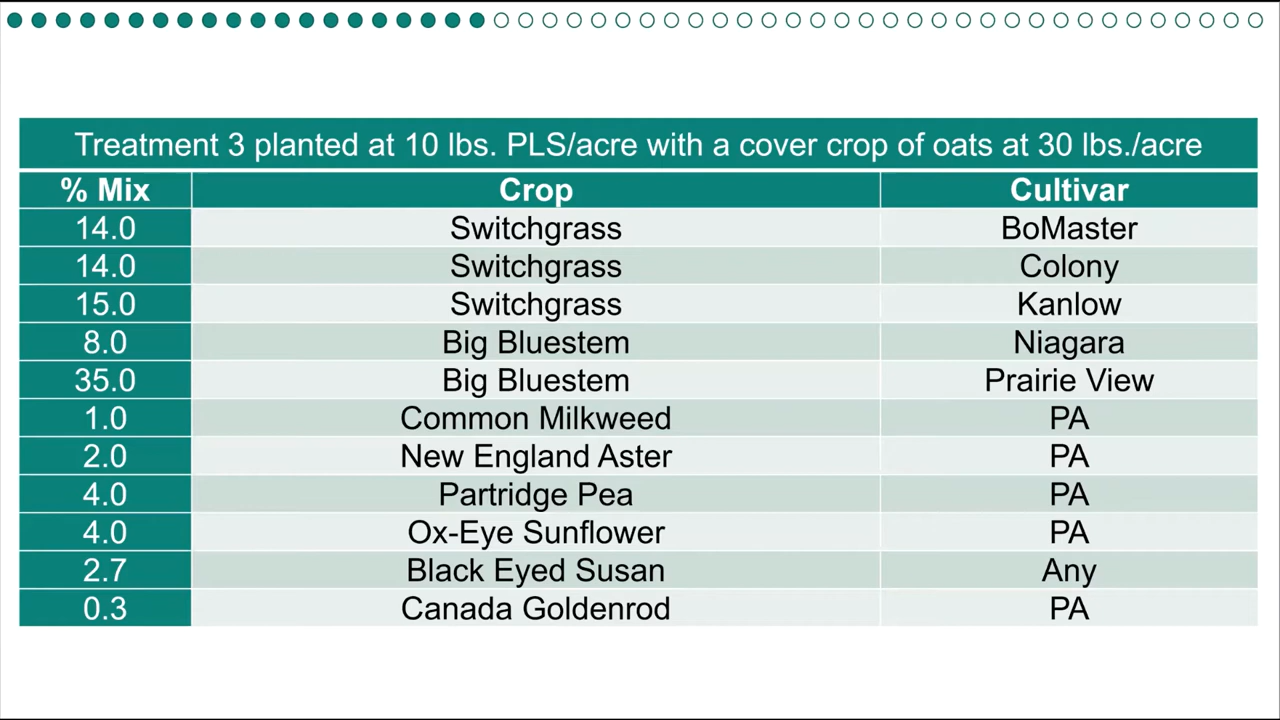 Treatment 3 planted at 10 lbs. PLS/acre with a cover crop of oats at 30 lbs./acre
% Mix Crop Cultivar
14.0 Switchgrass BoMaster
14.0 Switchgrass Colony
15.0 Switchgrass Kanlow
8.0 Big Bluestem Niagara
35.0 Big Bluestem Prairie View
1.0 Common Milkweed PA
2.0 New England Aster PA
4.0 Partridge Pea PA
4.0 Ox-Eye Sunflower PA
2.7 Black Eyed Susan Any
0.3 Canada Goldenrod PA